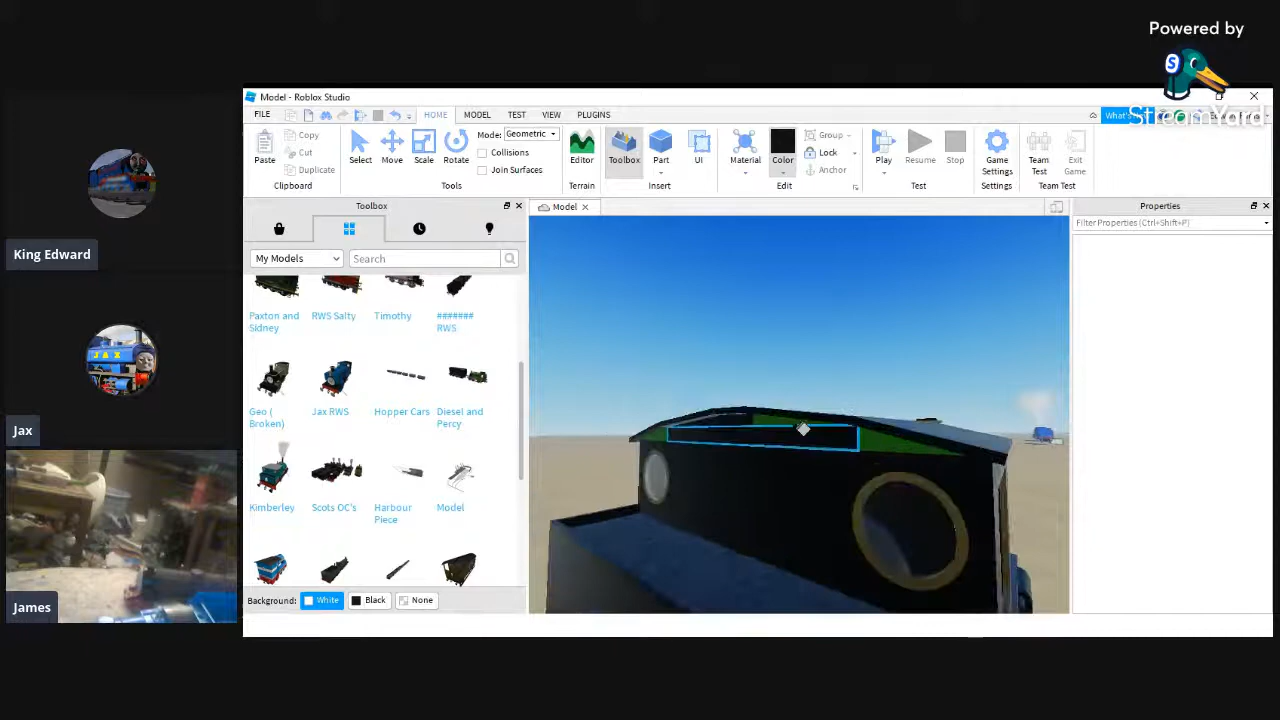 Powered by
StreamYard
King Edward
Jax
JAX
James
Model - Roblox Studio
FILE
HOME
MODEL
TEST
VIEW
PLUGINS
What's
Paste
Copy
Cut
Duplicate
Clipboard
Select
Move
Scale
Rotate
Mode:
Geometric
Collisions
Join Surfaces
Tools
Editor
Terrain
Toolbox
Part
UI
Insert
Material
Color
Group
Lock
Anchor
Edit
Play
Resume
Stop
Test
Game
Settings
Settings
Team
Test
Exit
Game
Team Test
Toolbox
My Models
Search
Paxton and
Sidney
RWS Salty
Timothy
#######
RWS
Geo (
Broken)
Jax RWS
Hopper Cars
Diesel and
Percy
Kimberley
Scots OC's
Harbour
Piece
Model
Background:
White
Black
None
Model
Properties
Filter Properties (Ctrl+Shift+P)